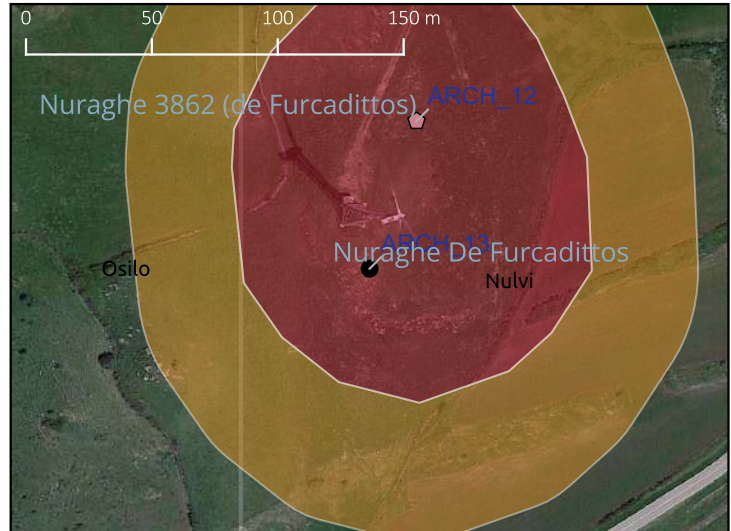 0 50 100 150 m
Nuraghe 3862 (de Furcadittos)
ARCH_12
ARCH_13
Nuraghe De Furcadittos
Osilo
Nulvi